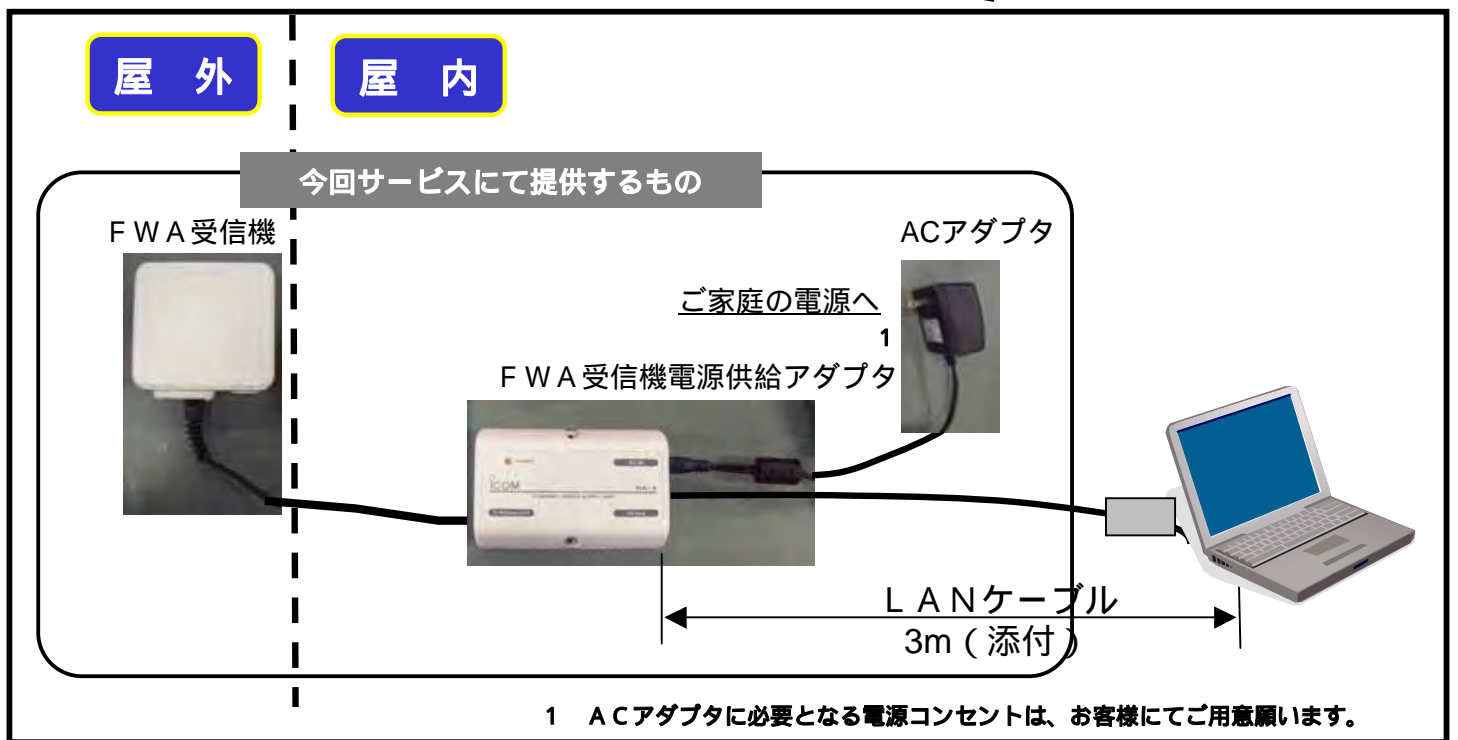 屋 外
屋 内
今回サービスにて提供するもの
ＦＷＡ受信機
ACアダプタ
ご家庭の電源へ
1
ＦＷＡ受信機電源供給アダプタ
ICOM
ＬＡＮケーブル
3m（添付）
1 ＡＣアダプタに必要となる電源コンセントは、お客様にてご用意願います。